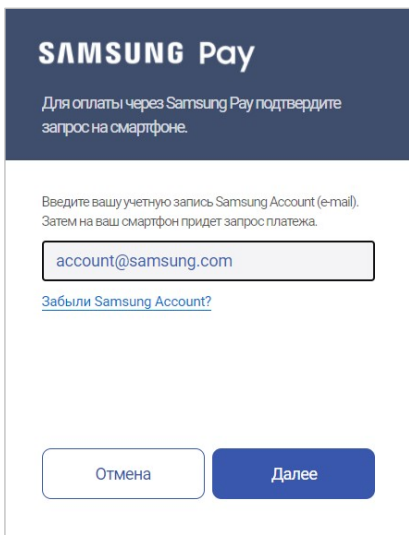 SAMSUNG Pay
Для оплаты через Samsung Pay подтвердите
запрос на смартфоне.
Введите вашу учетную запись Samsung Account (e-mail).
Затем на ваш смартфон придет запрос платежа.
account@samsung.com
Забыли Samsung Account?
Отмена
Далее